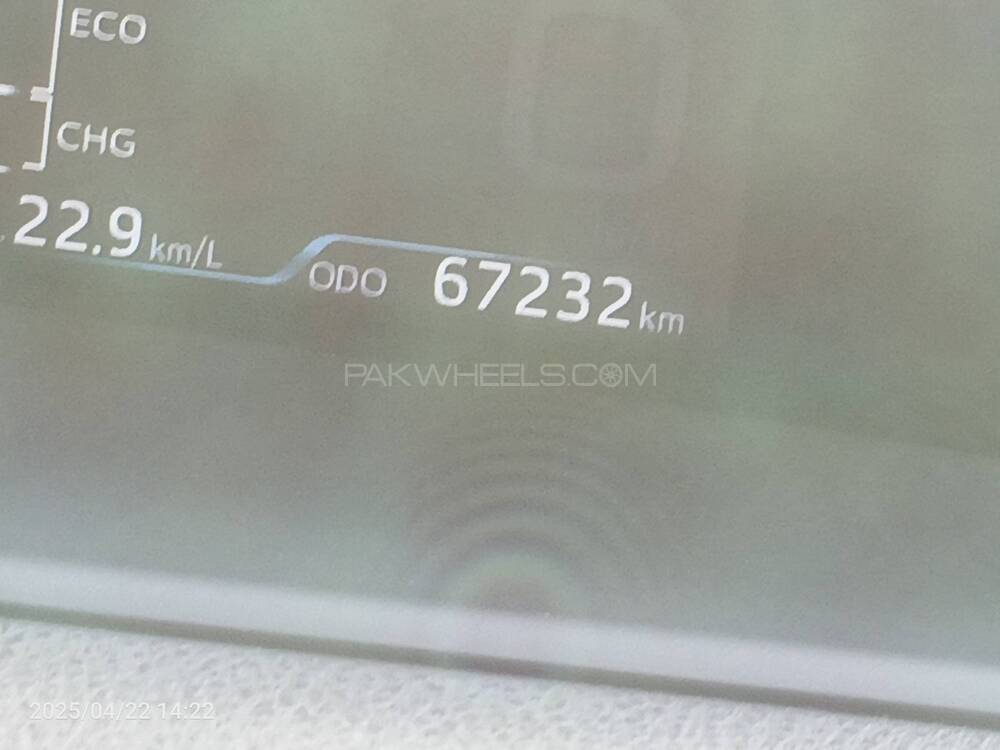 ECO
CHG
22.9 km/L
ODO 67232 km
PAKWHEELS.COM
2025/04/22 14:22